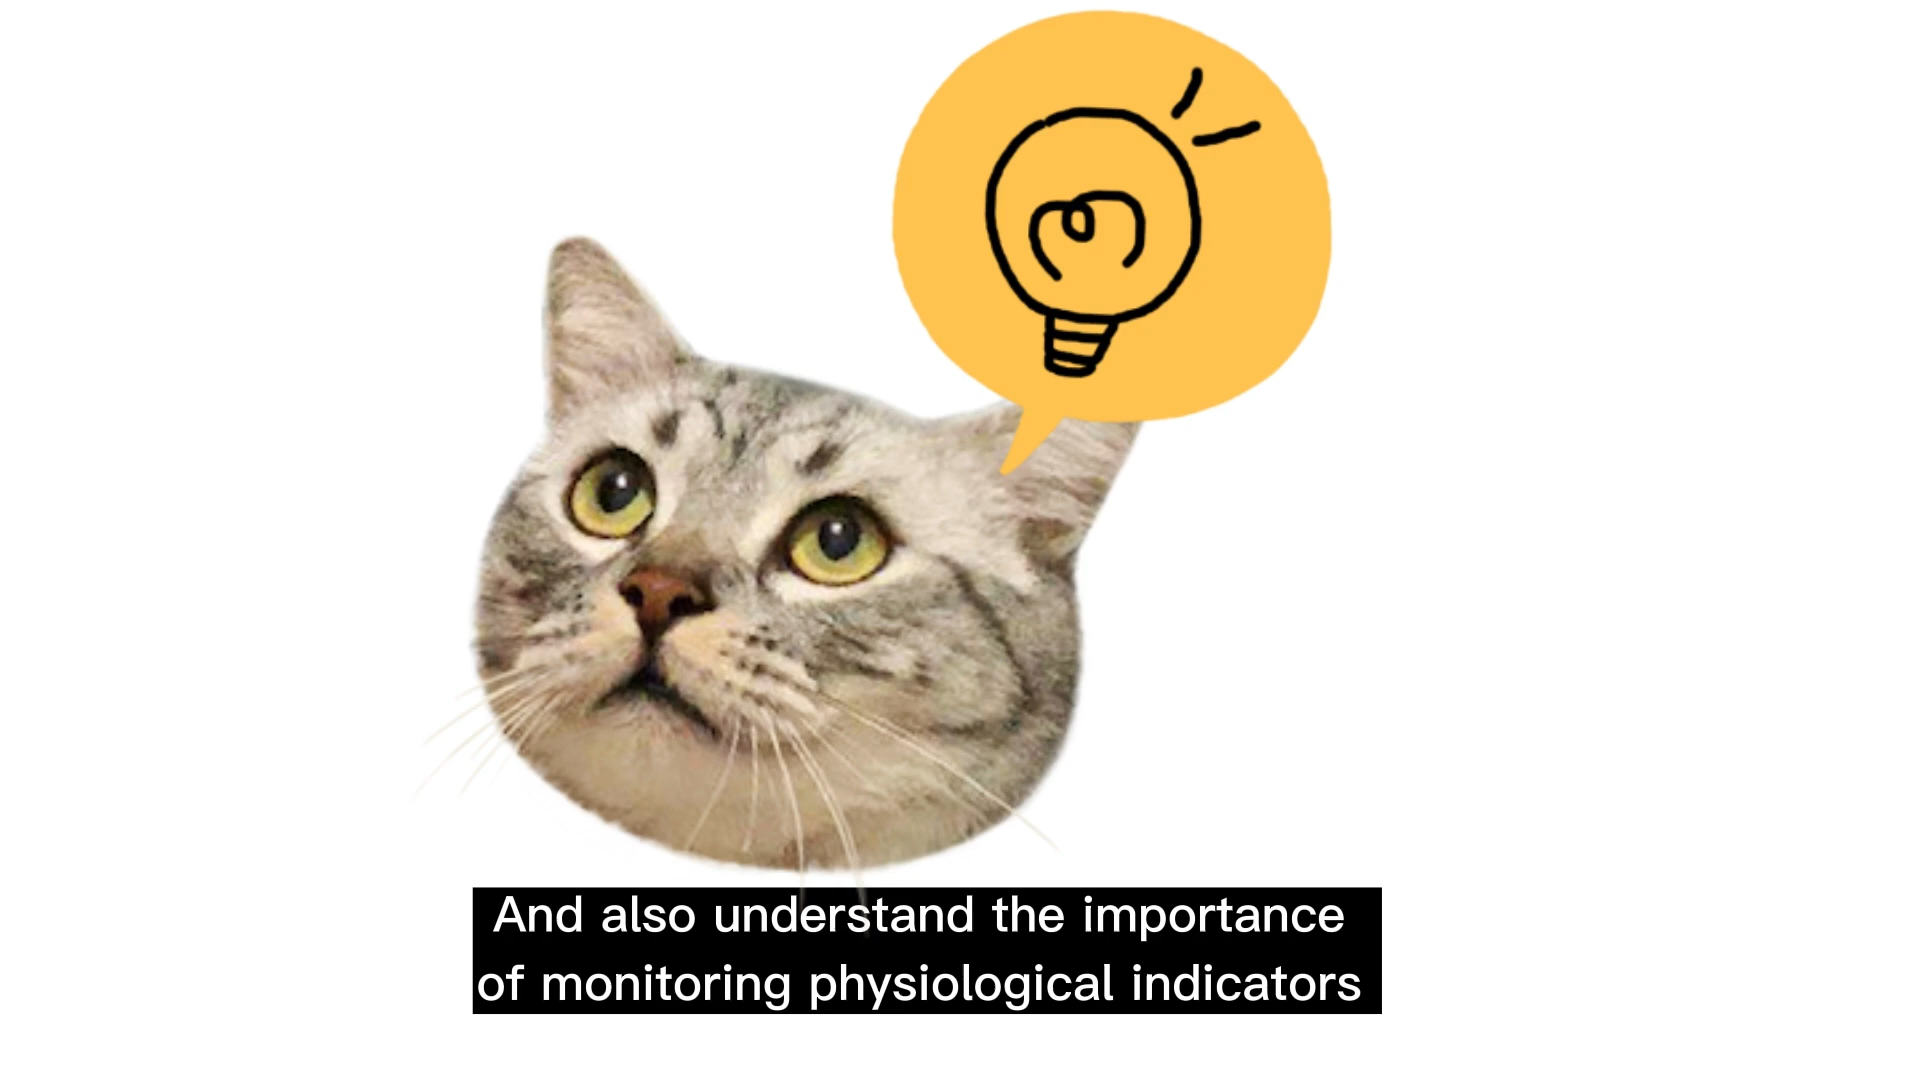 And also understand the importance
of monitoring physiological indicators